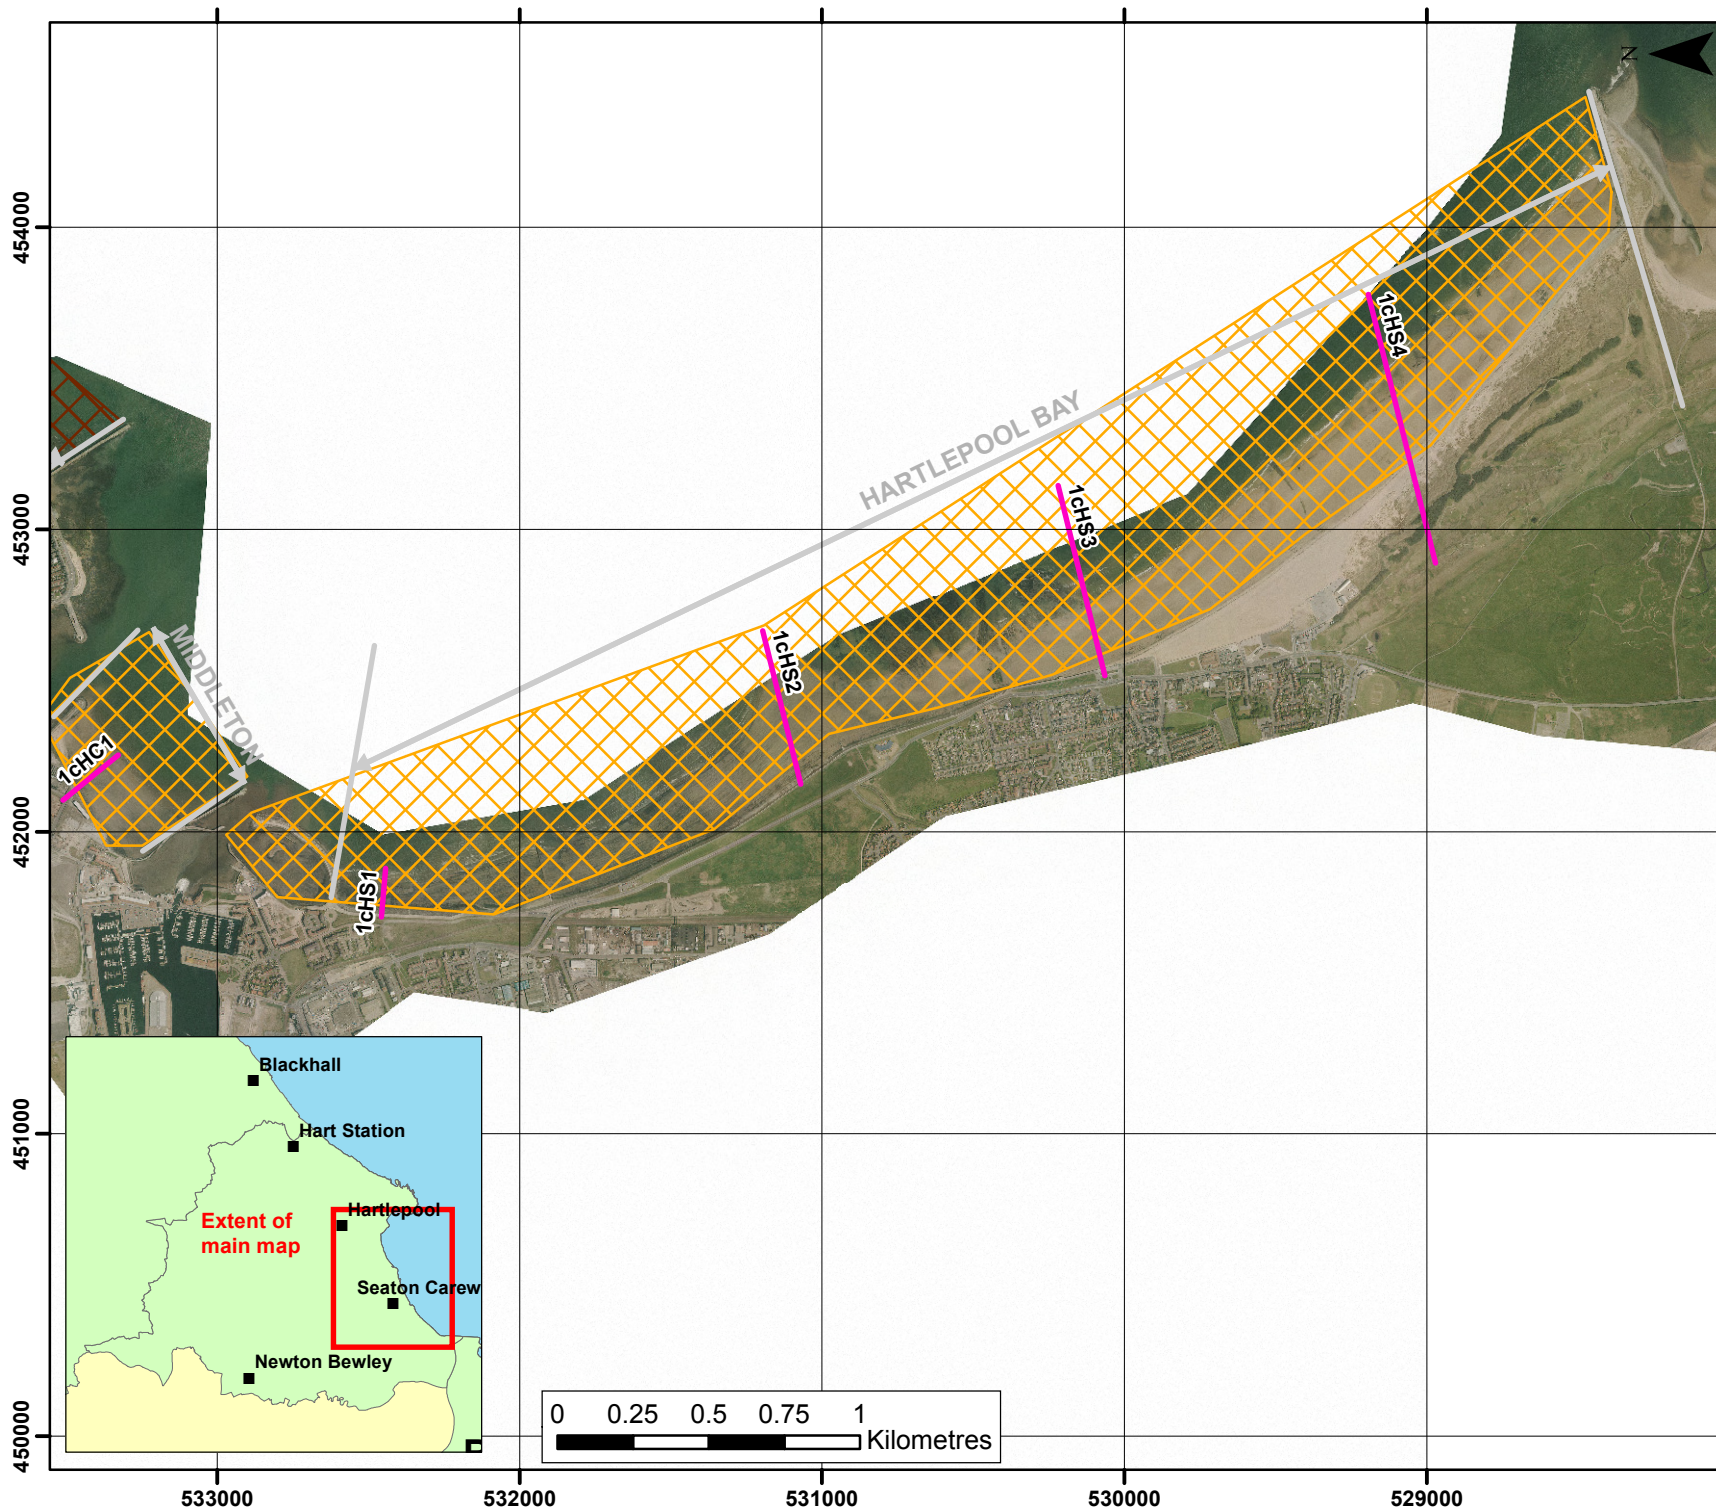 N
454000
453000
452000
451000
450000
HARTLEPOOL BAY
MIDDLETON
1cHC1
1cHS1
1cHS2
1cHS3
1cHS4
Blackhall
Hart Station
Hartlepool
Extent of
main map
Seaton Carew
Newton Bewley
0 0.25 0.5 0.75 1
Kilometres
533000 532000 531000 530000 529000